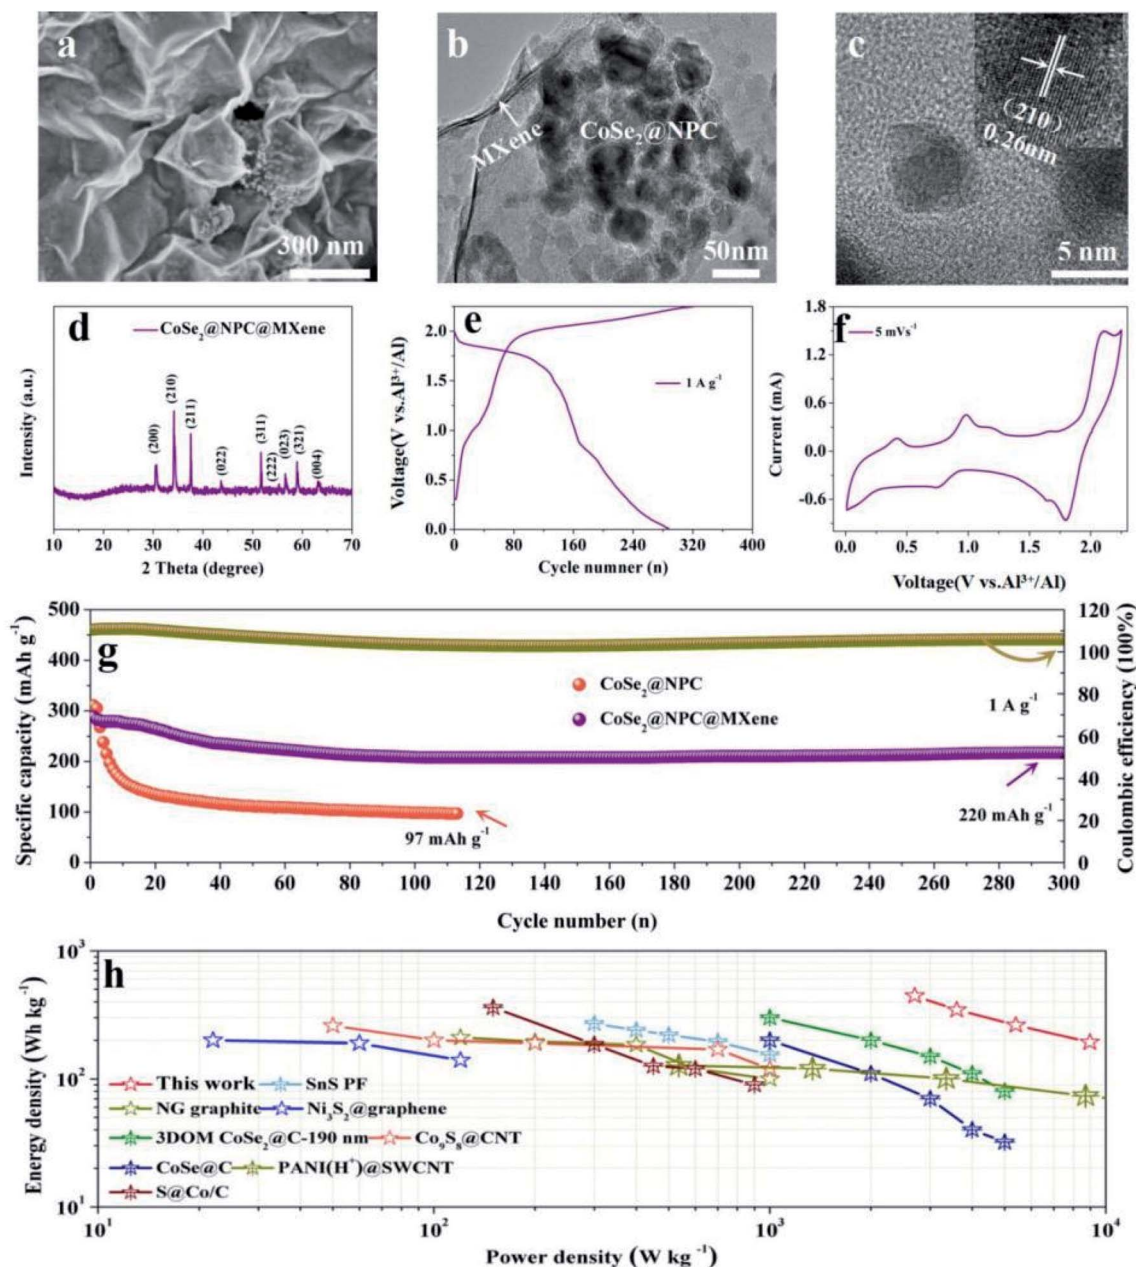 a
300 nm
b
MXene
CoSe₂@NPC
50nm
c
(210)
0.26nm
5 nm
d
CoSe₂@NPC@MXene
Intensity (a.u.)
(200)
(210)
(211)
(022)
(311)
(222)
(023)
(321)
(004)
10 20 30 40 50 60 70
2 Theta (degree)
e
Voltage(V vs.Al³⁺/Al)
2.0
1.6
1.2
0.8
0.4
0.0
1 A g⁻¹
0 80 160 240 320 400
Cycle numner (n)
f
5 mVs⁻¹
Current (mA)
1.8
1.2
0.6
0.0
-0.6
0.0 0.5 1.0 1.5 2.0
Voltage(V vs.Al³⁺/Al)
g
Specific capacity (mAh g⁻¹)
500
400
300
200
100
0
CoSe₂@NPC
CoSe₂@NPC@MXene
1 A g⁻¹
97 mAh g⁻¹
220 mAh g⁻¹
120
100
80
60
40
20
0
Coulombic efficiency (100%)
0 20 40 60 80 100 120 140 160 180 200 220 240 260 280 300
Cycle number (n)
h
Energy density (Wh kg⁻¹)
10³
10²
10¹
This work SnS PF
NG graphite Ni₃S₂@graphene
3DOM CoSe₂@C-190 nm Co₉S₈@CNT
CoSe@C PANI(H⁺)@SWCNT
S@Co/C
10¹ 10² 10³ 10⁴
Power density (W kg⁻¹)